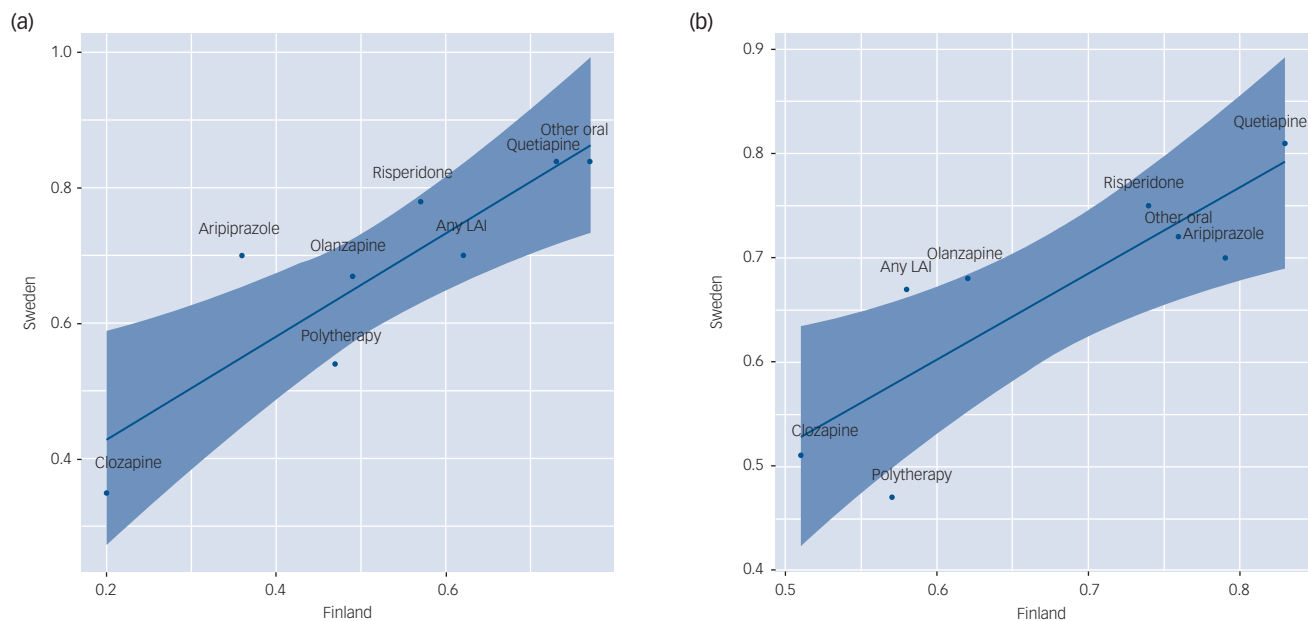 (a)
1.0
0.8
0.6
0.4
Sweden
Other oral
Quetiapine
Risperidone
Aripiprazole
Any LAI
Olanzapine
Polytherapy
Clozapine
0.2
0.4
0.6
Finland
(b)
0.9
0.8
0.7
0.6
0.5
0.4
Sweden
Quetiapine
Risperidone
Other oral
Aripiprazole
Olanzapine
Any LAI
Clozapine
Polytherapy
0.5
0.6
0.7
0.8
Finland